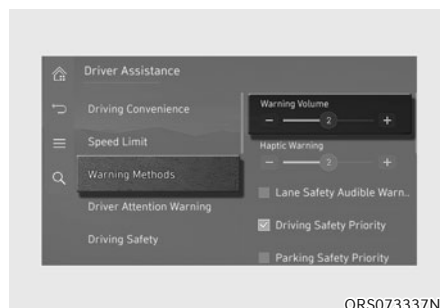 Driver Assistance
Driving Convenience
Speed Limit
Warning Methods
Driver Attention Warning
Driving Safety
Warning Volume
− 2 +
Haptic Warning
− 2 +
Lane Safety Audible Warn..
Driving Safety Priority
Parking Safety Priority
ORS073337N